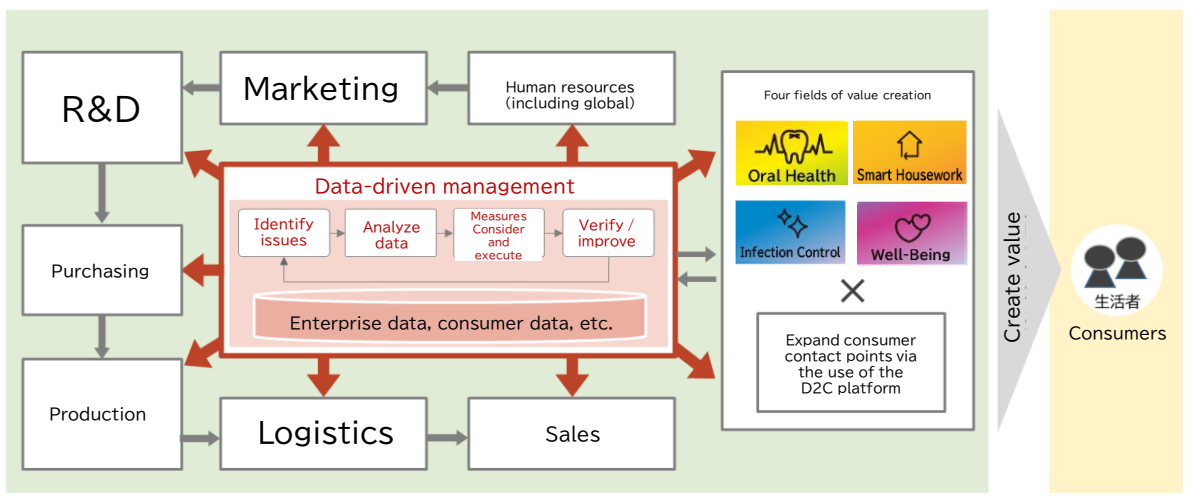 R&D
Marketing
Human resources
(including global)
Purchasing
Production
Logistics
Sales
Data-driven management
Identify
issues
Analyze
data
Measures
Consider
and
execute
Verify /
improve
Enterprise data, consumer data, etc.
Four fields of value creation
Oral Health
Smart Housework
Infection Control
Well-Being
×
Expand consumer
contact points via
the use of the
D2C platform
Create value
生活者
Consumers